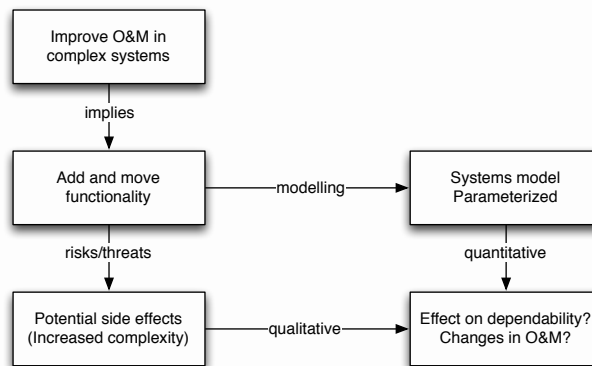 Improve O&M in
complex systems
implies
Add and move
functionality
modelling
Systems model
Parameterized
risks/threats
quantitative
Potential side effects
(Increased complexity)
qualitative
Effect on dependability?
Changes in O&M?